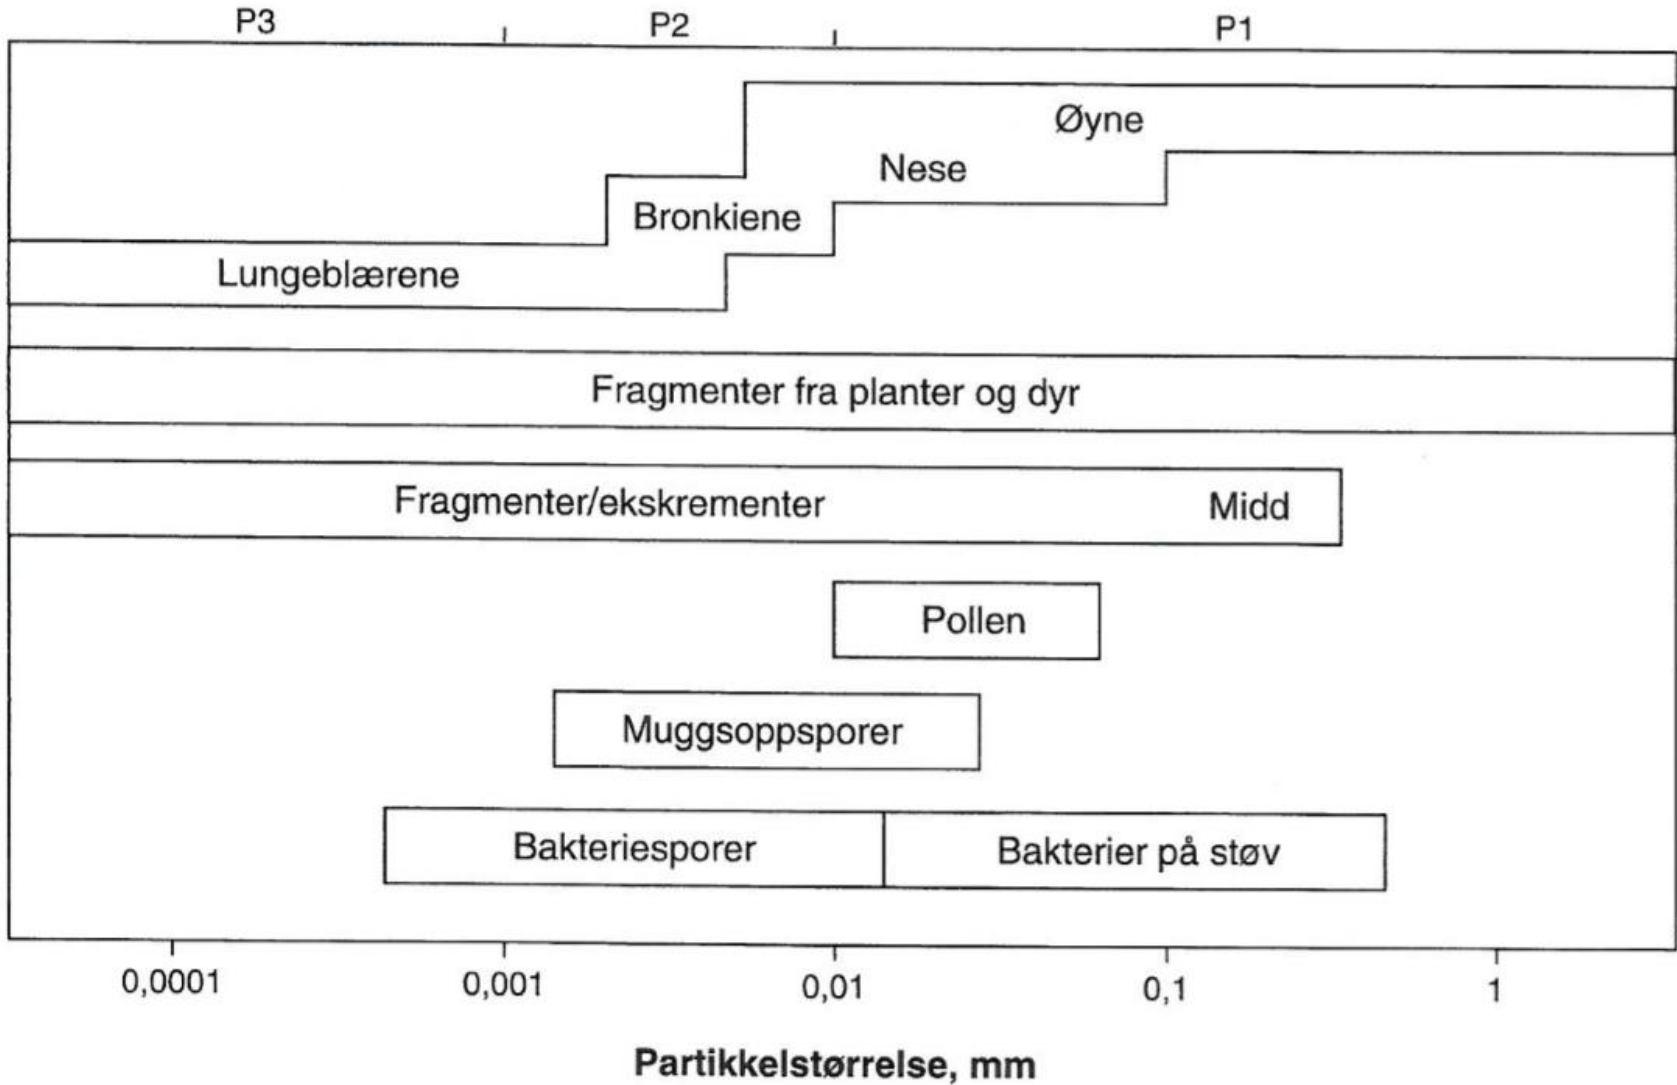 P3 P2 P1
Øyne
Nese
Bronkiene
Lungeblærene
Fragmenter fra planter og dyr
Fragmenter/ekskrementer Midd
Pollen
Muggsoppsporer
Bakteriesporer Bakterier på støv
0,0001 0,001 0,01 0,1 1
Partikkelstørrelse, mm